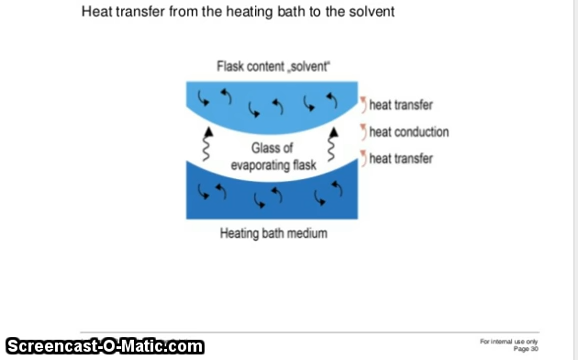 Heat transfer from the heating bath to the solvent
Flask content „solvent“
heat transfer
heat conduction
Glass of
evaporating flask
heat transfer
Heating bath medium
For internal use only
Page 30
Screencast-O-Matic.com